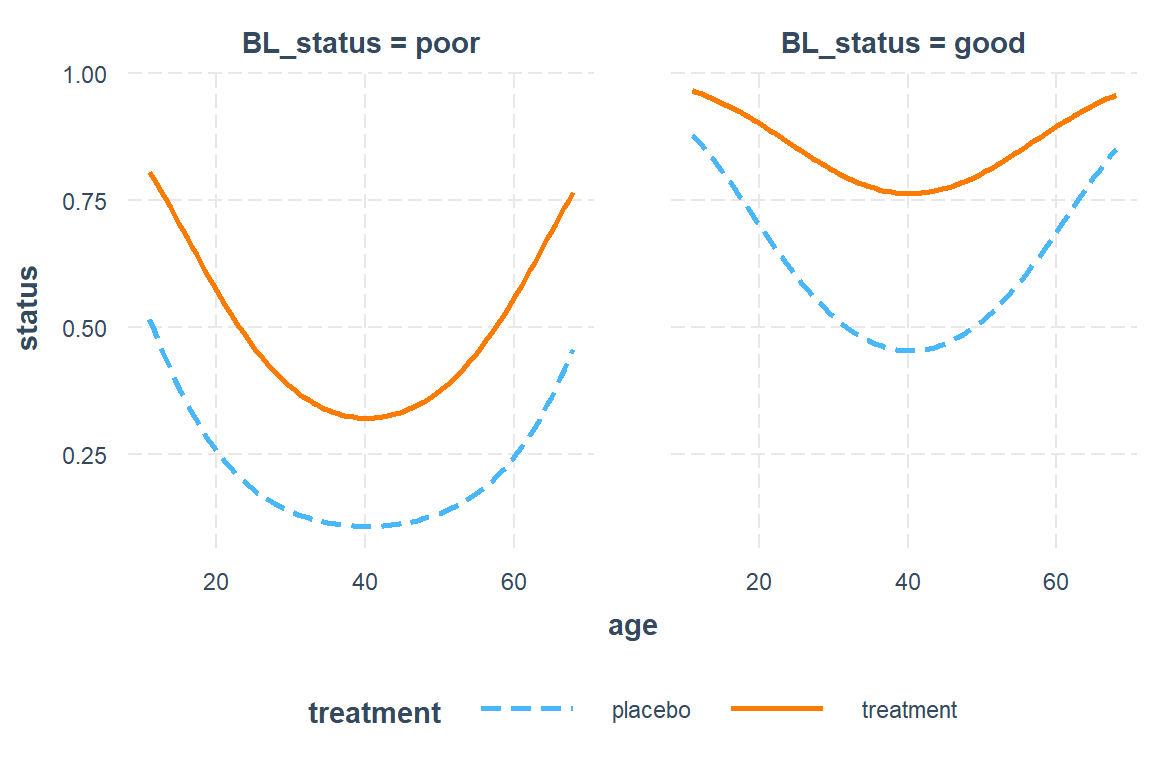 BL_status = poor
BL_status = good
1.00
0.75
0.50
0.25
status
20 40 60
20 40 60
age
treatment placebo treatment